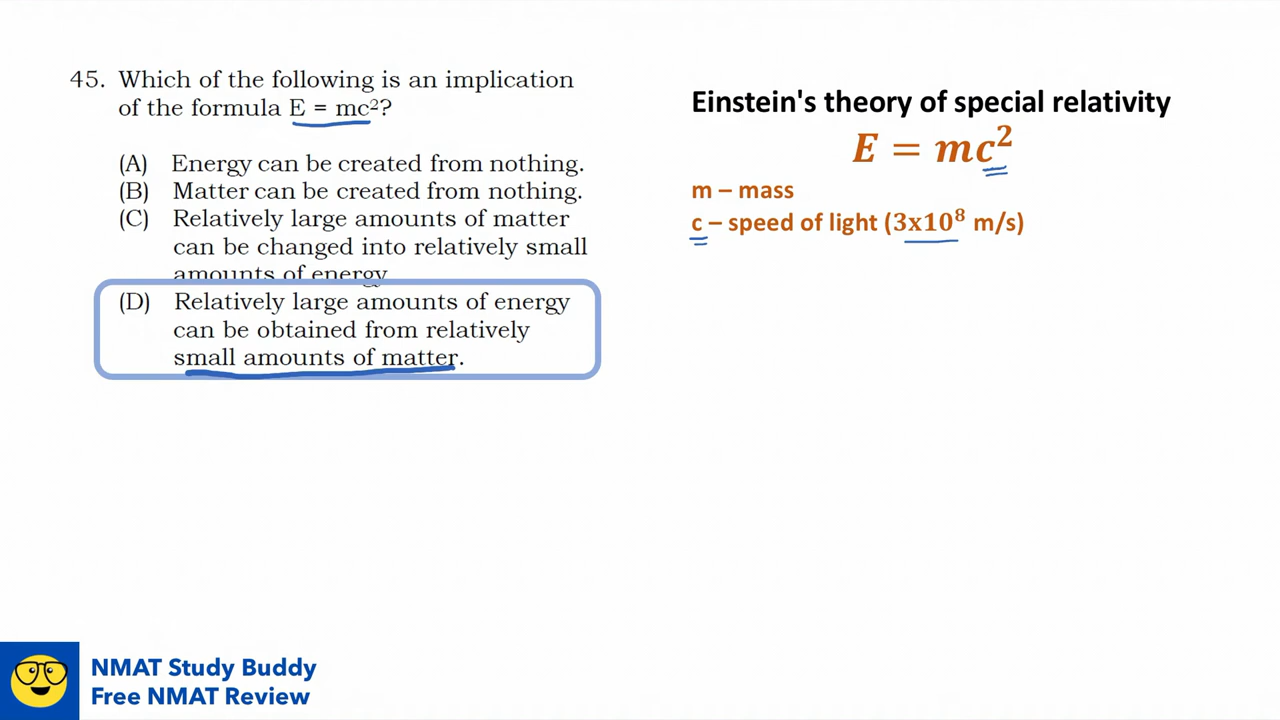 45. Which of the following is an implication
of the formula E = mc²?
(A) Energy can be created from nothing.
(B) Matter can be created from nothing.
(C) Relatively large amounts of matter
can be changed into relatively small
amounts of energy.
(D) Relatively large amounts of energy
can be obtained from relatively
small amounts of matter.
Einstein's theory of special relativity
E = mc²
m – mass
c – speed of light (3x10⁸ m/s)
NMAT Study Buddy
Free NMAT Review